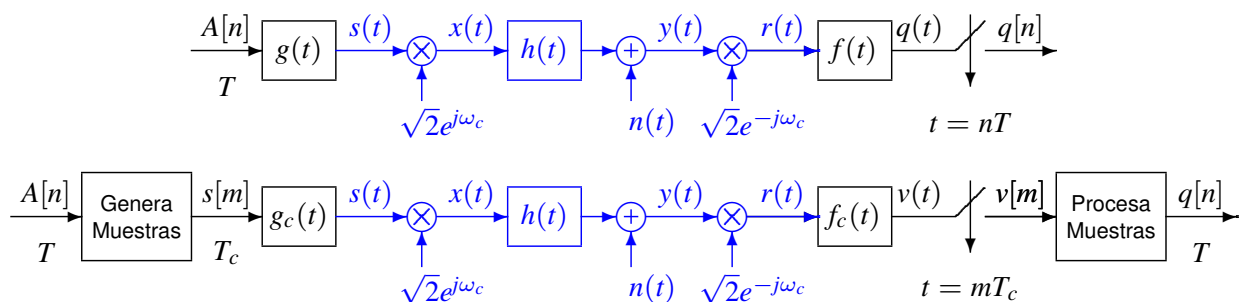 A[n] T g(t) s(t) x(t) h(t) y(t) r(t) f(t) q(t) q[n]
√2e^{jω_c} n(t) √2e^{-jω_c} t = nT
A[n] T Genera Muestras s[m] T_c g_c(t) s(t) x(t) h(t) y(t) r(t) f_c(t) v(t) v[m] Procesa Muestras q[n] T
√2e^{jω_c} n(t) √2e^{-jω_c} t = mT_c